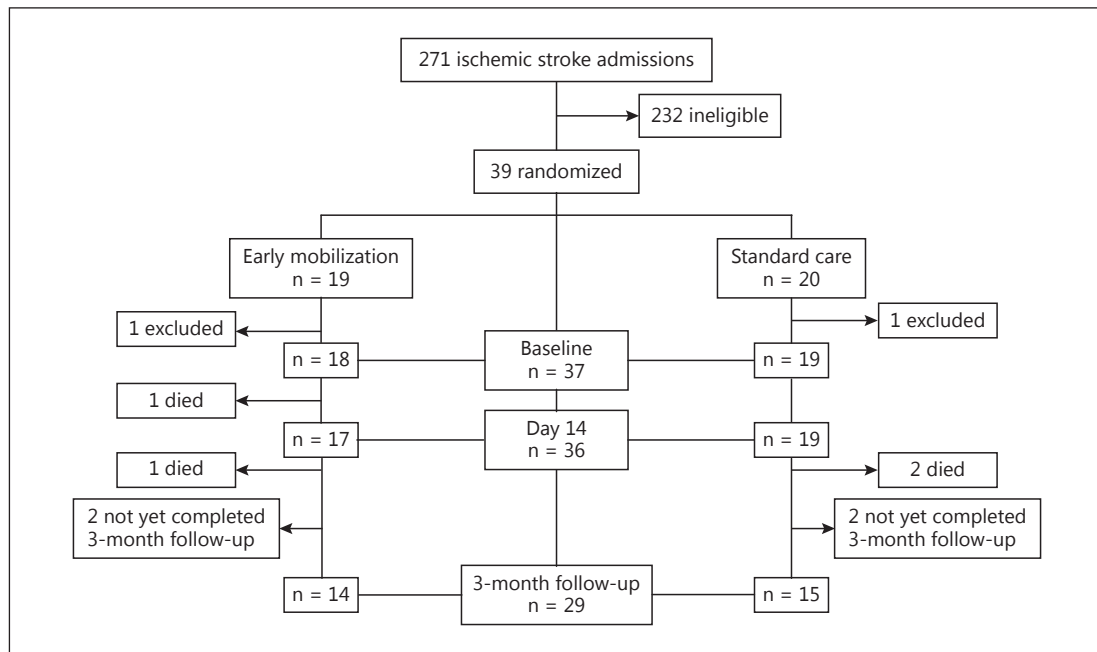 271 ischemic stroke admissions
232 ineligible
39 randomized
Early mobilization
n = 19
Standard care
n = 20
1 excluded
1 excluded
n = 18
Baseline
n = 37
n = 19
1 died
n = 17
Day 14
n = 36
n = 19
1 died
2 died
2 not yet completed
3-month follow-up
2 not yet completed
3-month follow-up
n = 14
3-month follow-up
n = 29
n = 15